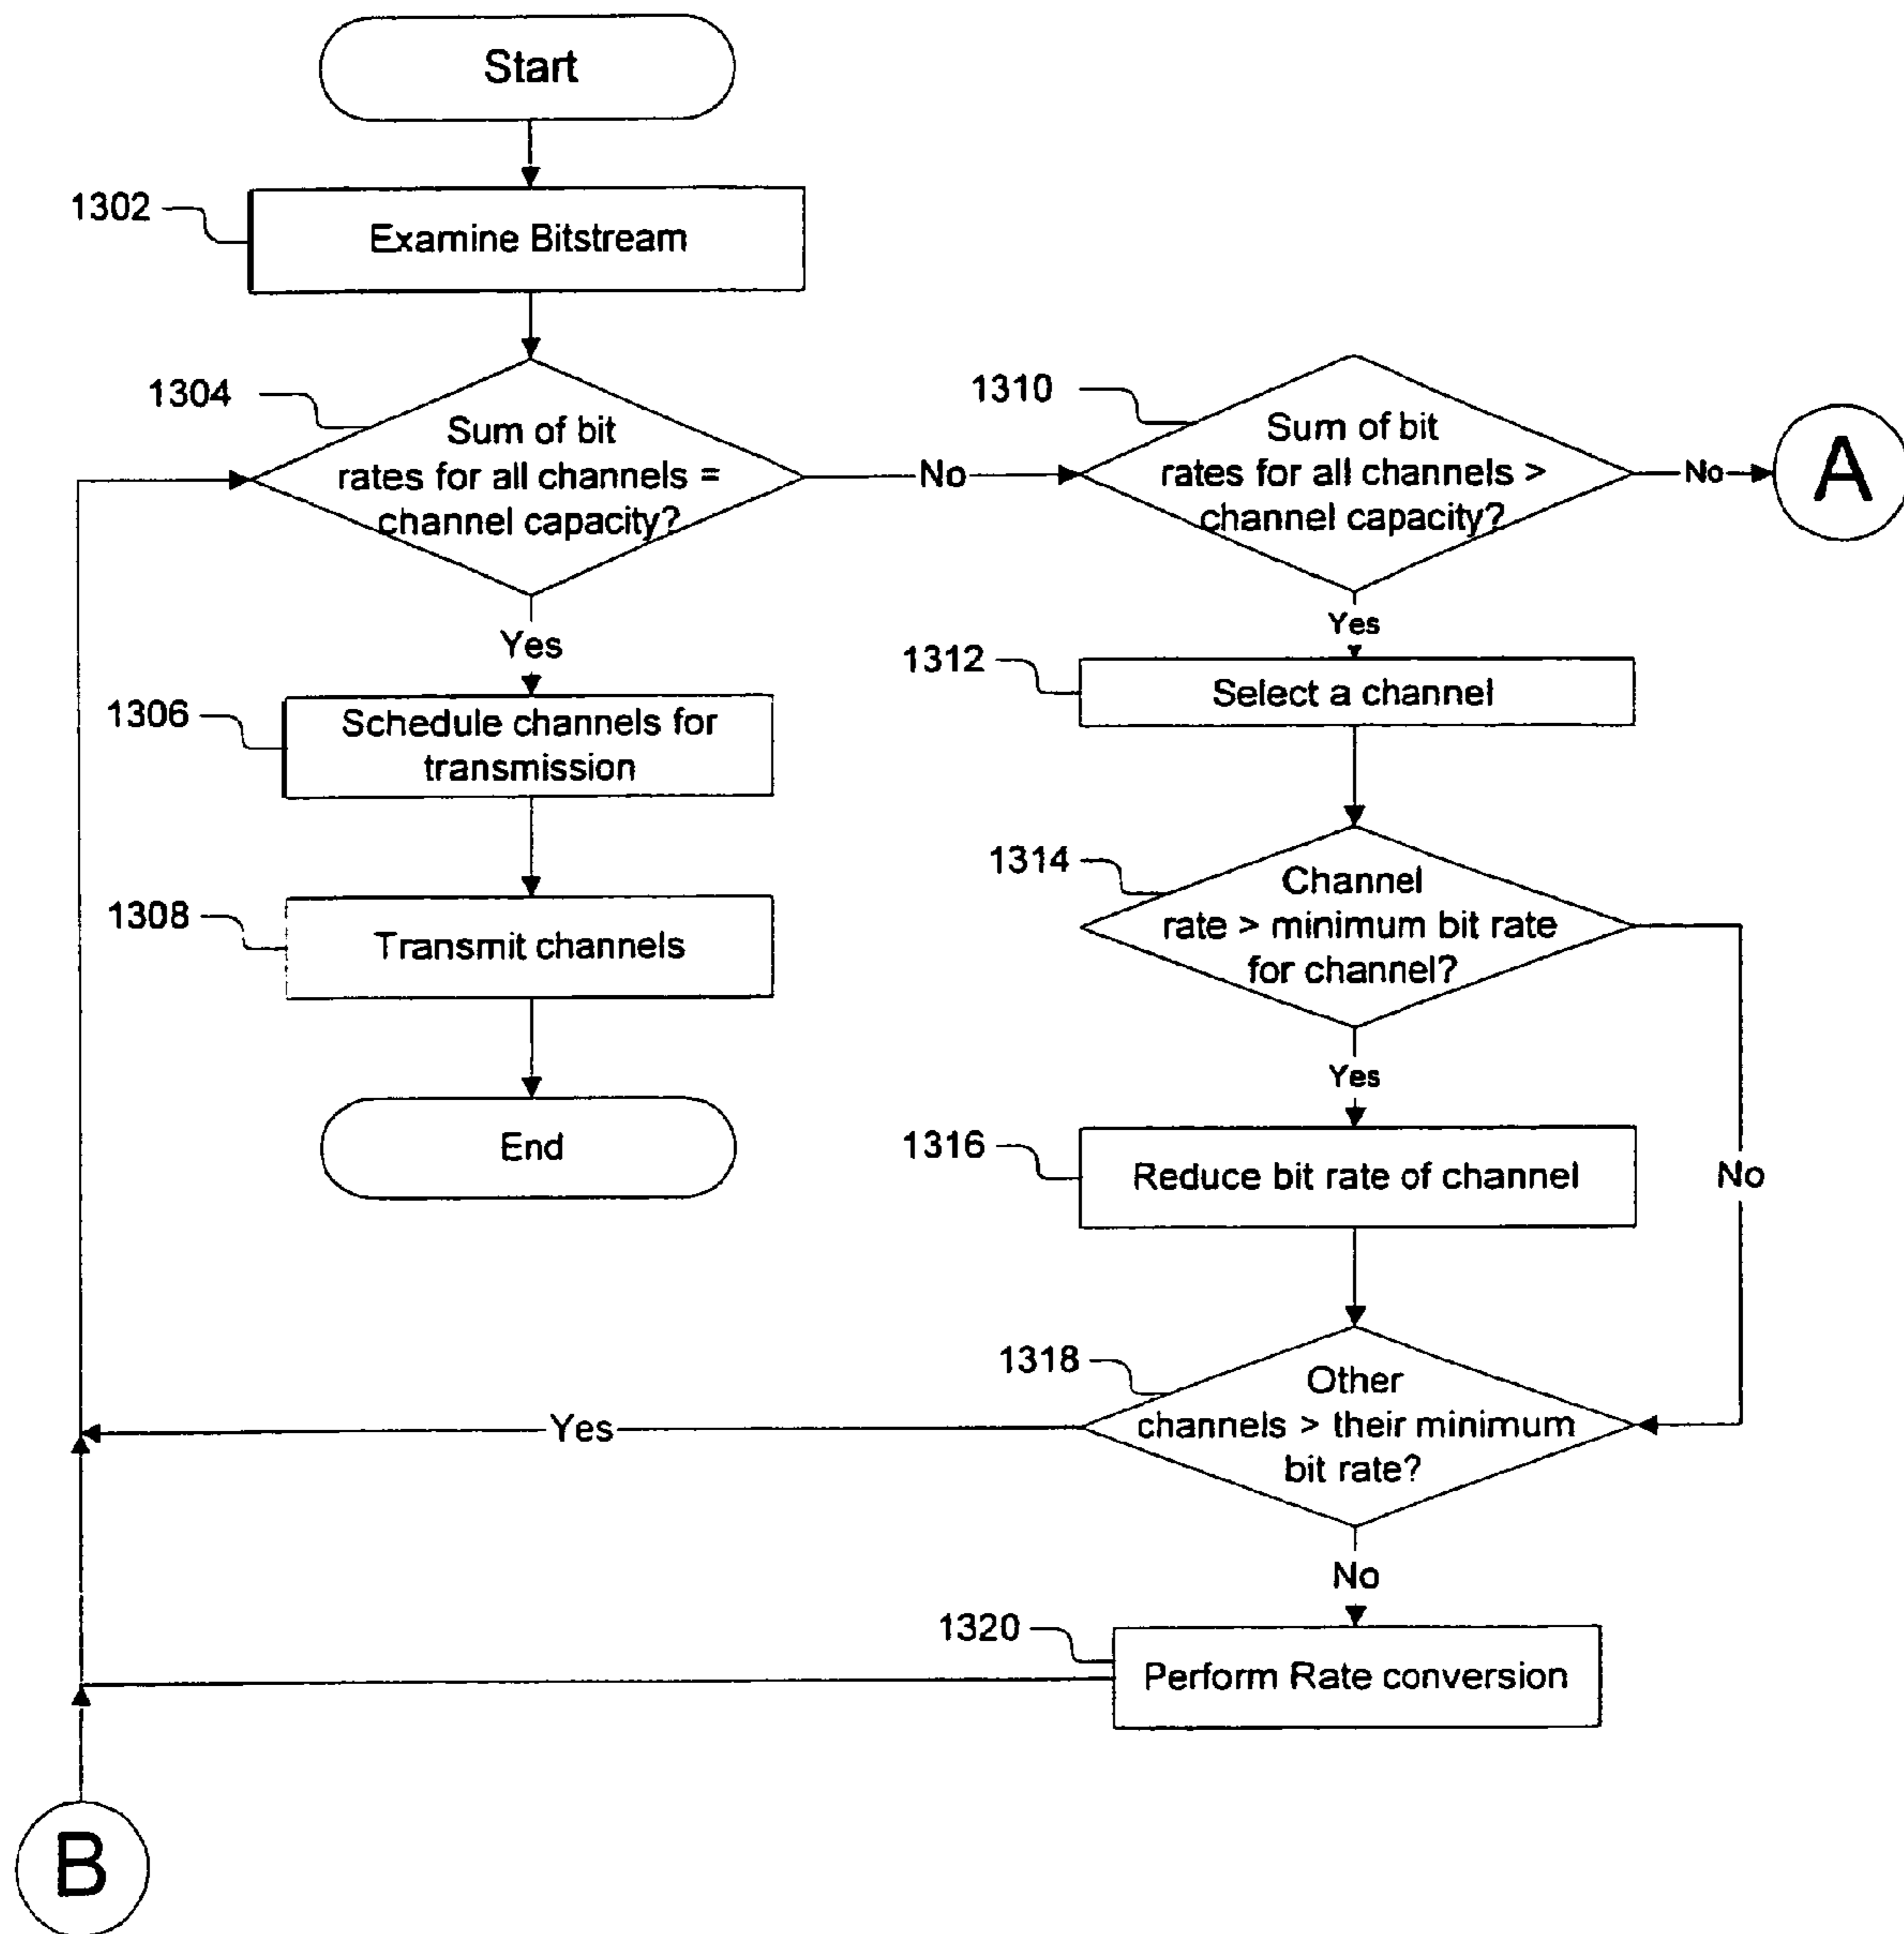 Start
1302
Examine Bitstream
1304
Sum of bit
rates for all channels =
channel capacity?
No
1310
Sum of bit
rates for all channels >
channel capacity?
No
A
Yes
1306
Schedule channels for
transmission
1308
Transmit channels
End
Yes
1312
Select a channel
1314
Channel
rate > minimum bit rate
for channel?
Yes
No
1316
Reduce bit rate of channel
1318
Other
channels > their minimum
bit rate?
Yes
No
1320
Perform Rate conversion
B